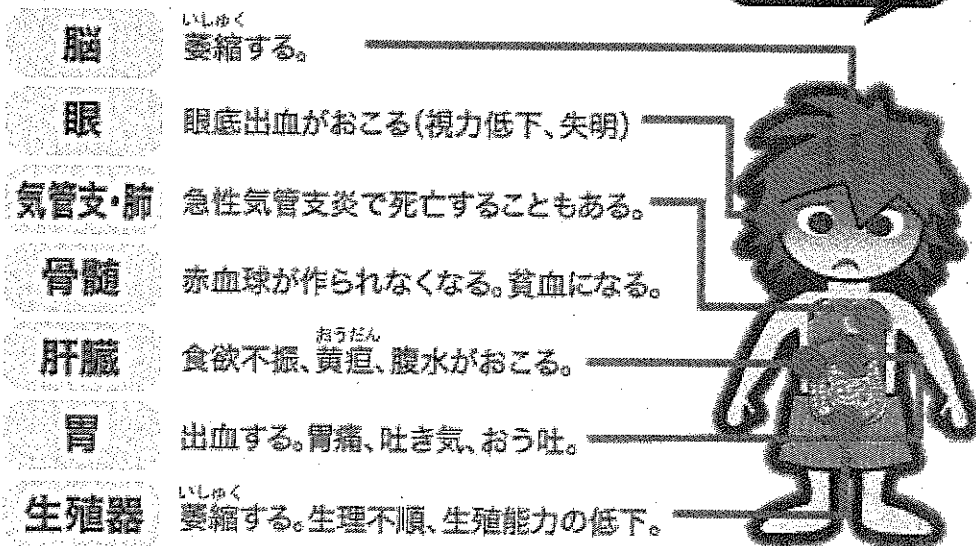 脳 萎縮する。
眼 眼底出血がおこる(視力低下、失明)
気管支・肺 急性気管支炎で死亡することもある。
骨髄 赤血球が作られなくなる。貧血になる。
肝臓 食欲不振、黄疸、腹水がおこる。
胃 出血する。胃痛、吐き気、おう吐。
生殖器 萎縮する。生理不順、生殖能力の低下。
いしゅく
おうだん
いしゅく